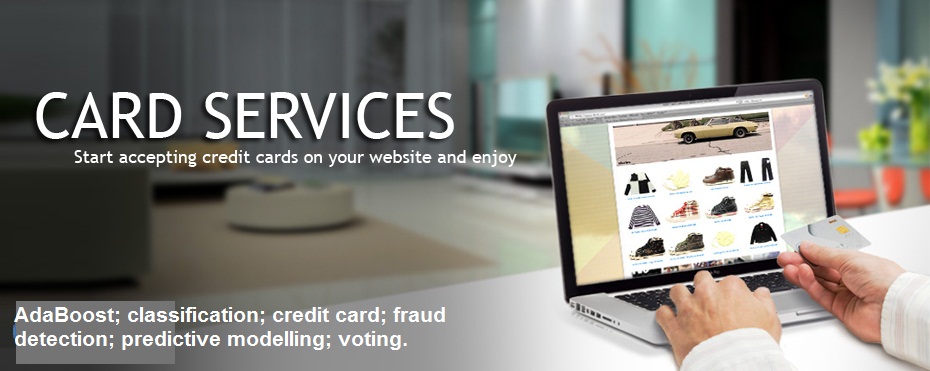 CARD SERVICES
Start accepting credit cards on your website and enjoy
AdaBoost; classification; credit card; fraud
detection; predictive modelling; voting.